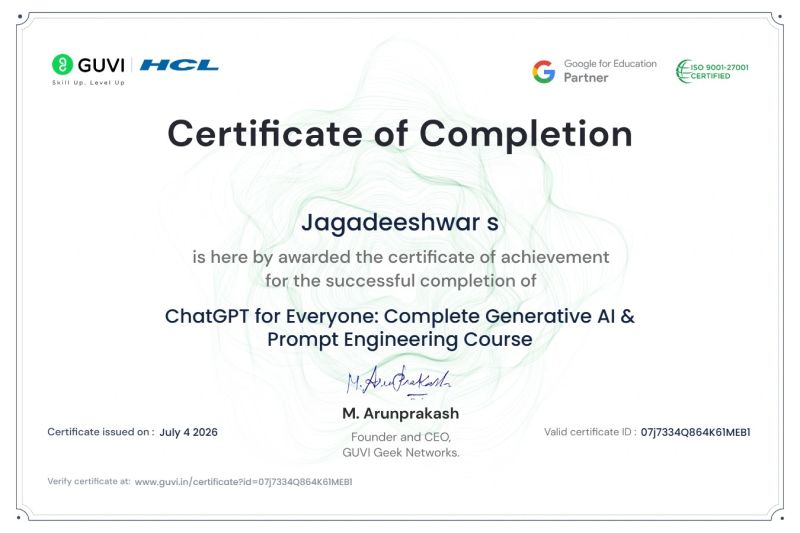 GUVI HCL
Skill Up. Level Up
Google for Education
Partner
ISO 9001-27001
CERTIFIED
Certificate of Completion
Jagadeeshwar s
is here by awarded the certificate of achievement
for the successful completion of
ChatGPT for Everyone: Complete Generative AI &
Prompt Engineering Course
M. ArunPrakash
M. Arunprakash
Founder and CEO,
GUVI Geek Networks.
Certificate issued on : July 4 2026
Valid certificate ID : 07j7334Q864K61MEB1
Verify certificate at: www.guvi.in/certificate?id=07j7334Q864K61MEB1